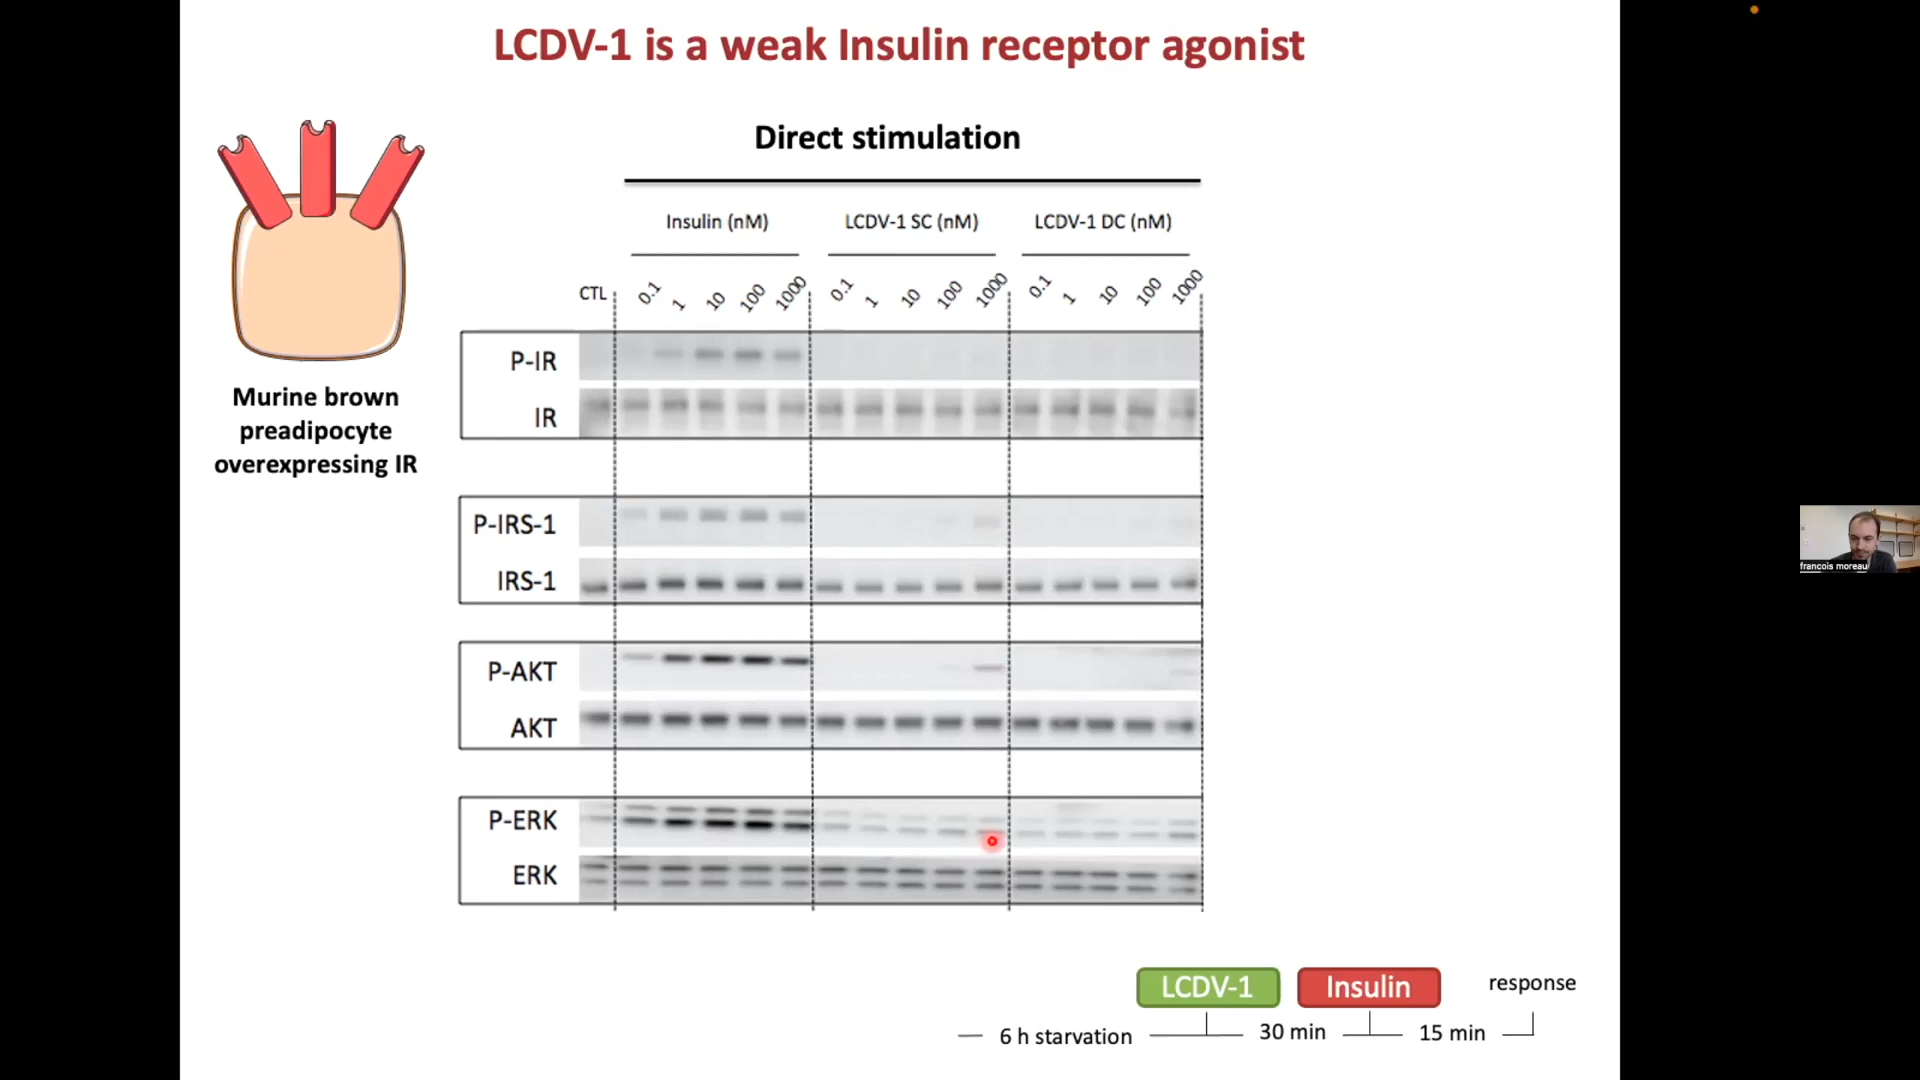 LCDV-1 is a weak Insulin receptor agonist
Direct stimulation
Insulin (nM)
LCDV-1 SC (nM)
LCDV-1 DC (nM)
CTL
0.1 1 10 100 1000
0.1 1 10 100 1000
0.1 1 10 100 1000
P-IR
IR
Murine brown
preadipocyte
overexpressing IR
P-IRS-1
IRS-1
P-AKT
AKT
P-ERK
ERK
francois moreau
LCDV-1
Insulin
response
6 h starvation
30 min
15 min